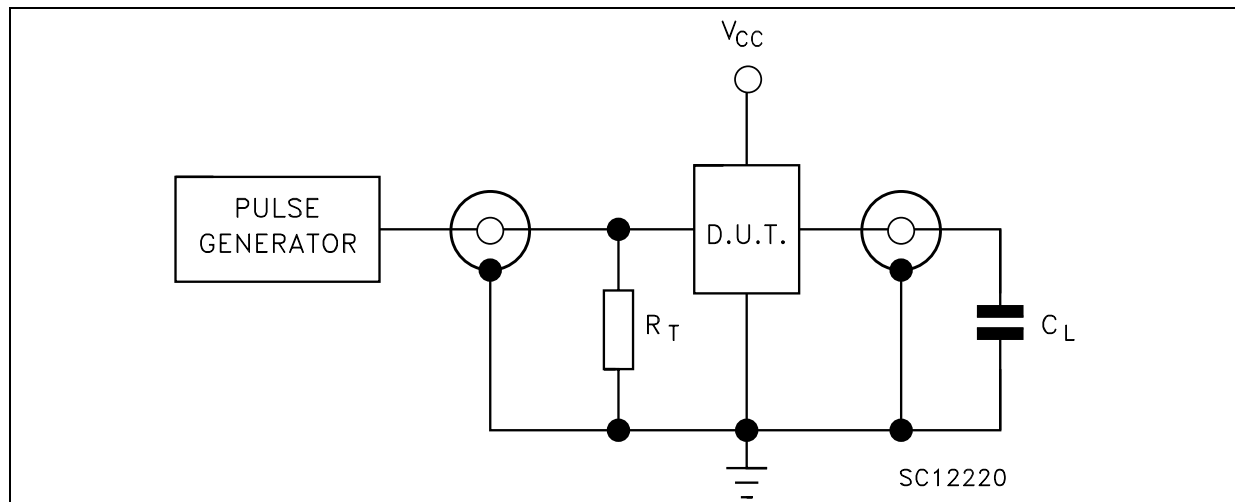 VCC
PULSE
GENERATOR
D.U.T.
RT
CL
SC12220